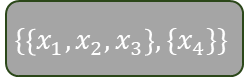 {{x₁, x₂, x₃}, {x₄}}